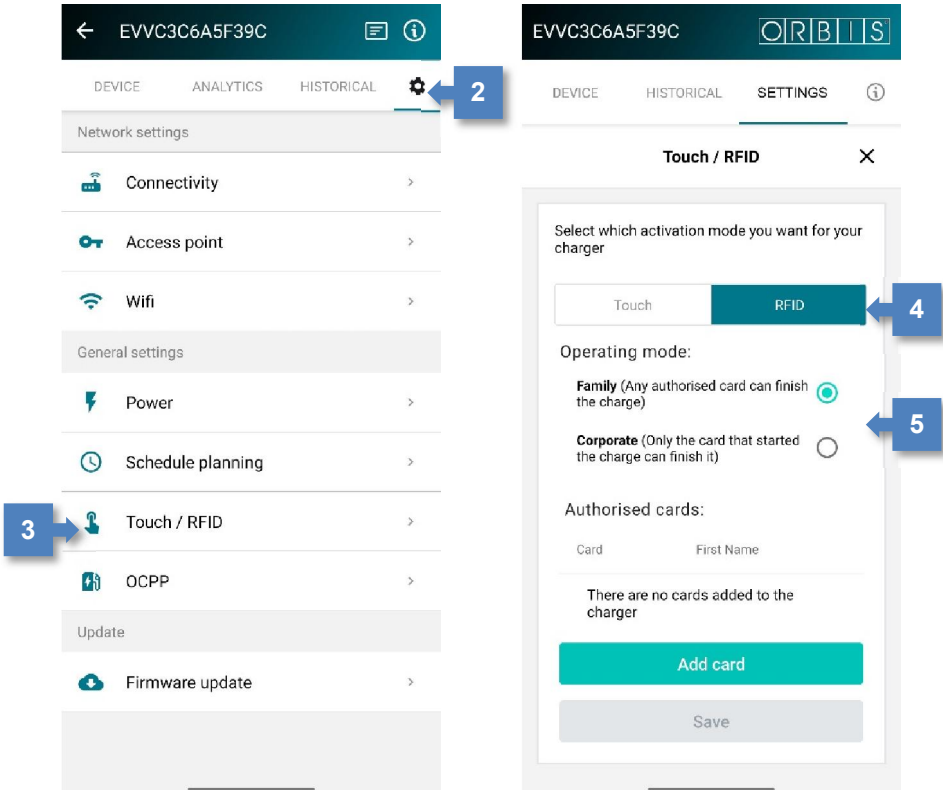 EVVC3C6A5F39C
DEVICE ANALYTICS HISTORICAL
2
Network settings
Connectivity
Access point
Wifi
General settings
Power
Schedule planning
3
Touch / RFID
OCPP
Update
Firmware update
EVVC3C6A5F39C ORBIS
DEVICE HISTORICAL SETTINGS
Touch / RFID
Select which activation mode you want for your
charger
Touch RFID
4
Operating mode:
Family (Any authorised card can finish
the charge)
5
Corporate (Only the card that started
the charge can finish it)
Authorised cards:
Card First Name
There are no cards added to the
charger
Add card
Save